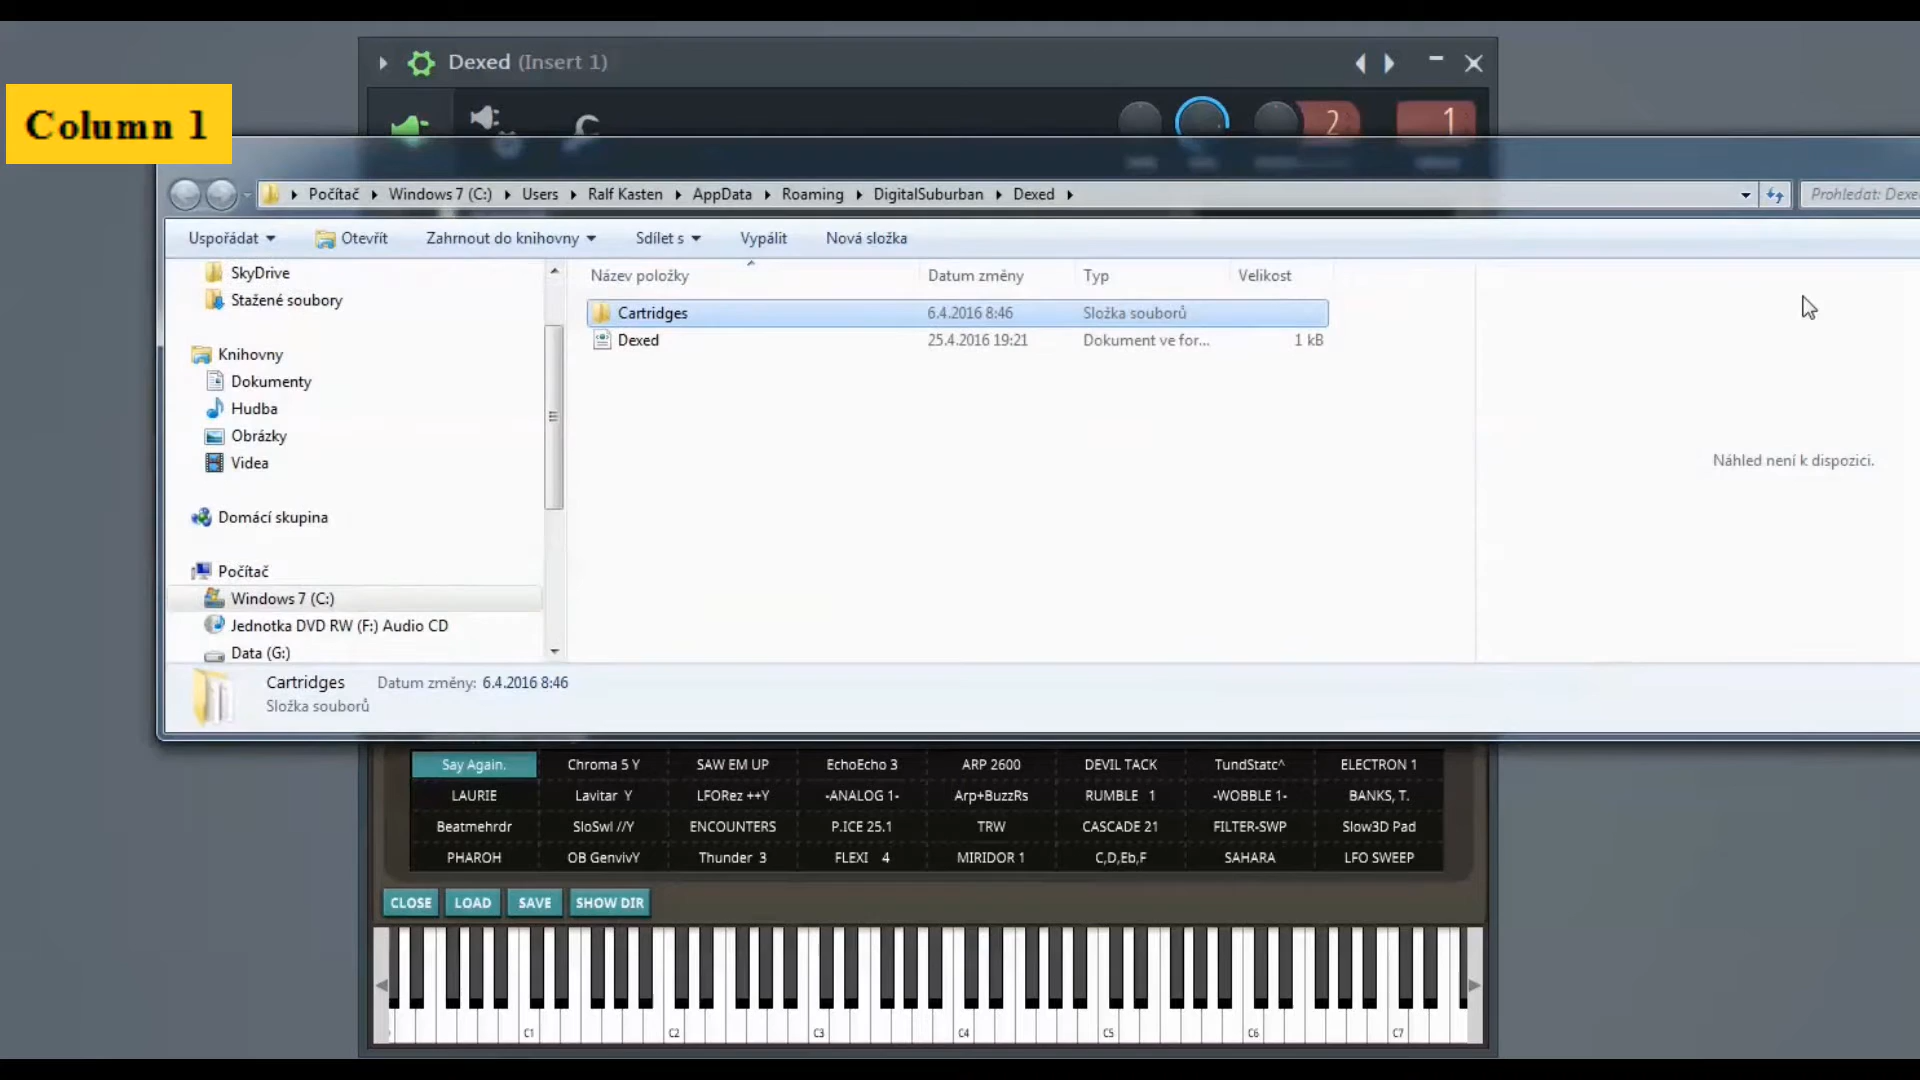 Dexed (Insert 1)
2 1
Column 1
Počítač Windows 7 (C:) Users Ralf Kasten AppData Roaming DigitalSuburban Dexed
Prohledat: Dexe
Uspořádat Otevřít Zahrnout do knihovny Sdílet s Vypálit Nová složka
SkyDrive
Stažené soubory
Knihovny
Dokumenty
Hudba
Obrázky
Videa
Domácí skupina
Počítač
Windows 7 (C:)
Jednotka DVD RW (F:) Audio CD
Data (G:)
Název položky Datum změny Typ Velikost
Cartridges 6.4.2016 8:46 Složka souborů
Dexed 25.4.2016 19:21 Dokument ve for... 1 kB
Náhled není k dispozici.
Cartridges Datum změny: 6.4.2016 8:46
Složka souborů
Say Again. Chroma 5 Y SAW EM UP EchoEcho 3 ARP 2600 DEVIL TACK TundStatc^ ELECTRON 1
LAURIE Lavitar Y LFORez ++Y -ANALOG 1- Arp+BuzzRs RUMBLE 1 -WOBBLE 1- BANKS, T.
Beatmehrdr SloSwl //Y ENCOUNTERS P.ICE 25.1 TRW CASCADE 21 FILTER-SWP Slow3D Pad
PHAROH OB GenvivY Thunder 3 FLEXI 4 MIRIDOR 1 C,D,Eb,F SAHARA LFO SWEEP
CLOSE LOAD SAVE SHOW DIR
C1 C2 C3 C4 C5 C6 C7